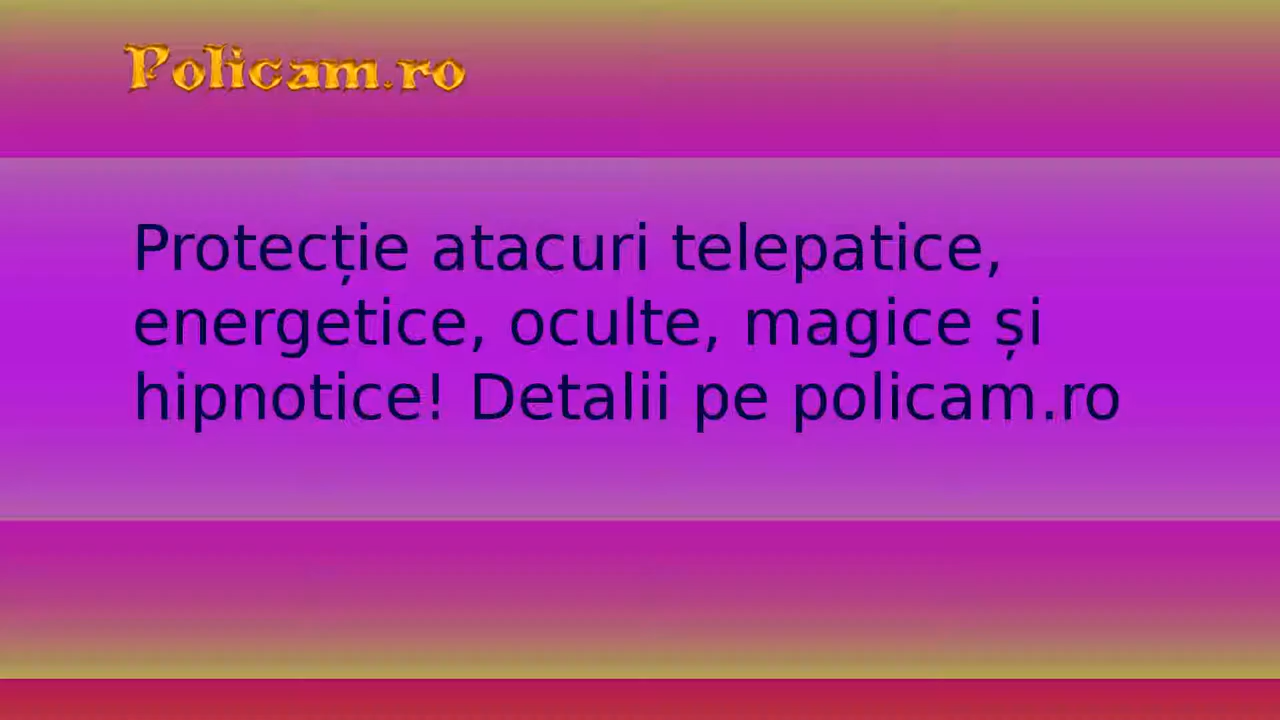 Policam.ro
Protecție atacuri telepatice,
energetice, oculte, magice și
hipnotice! Detalii pe policam.ro